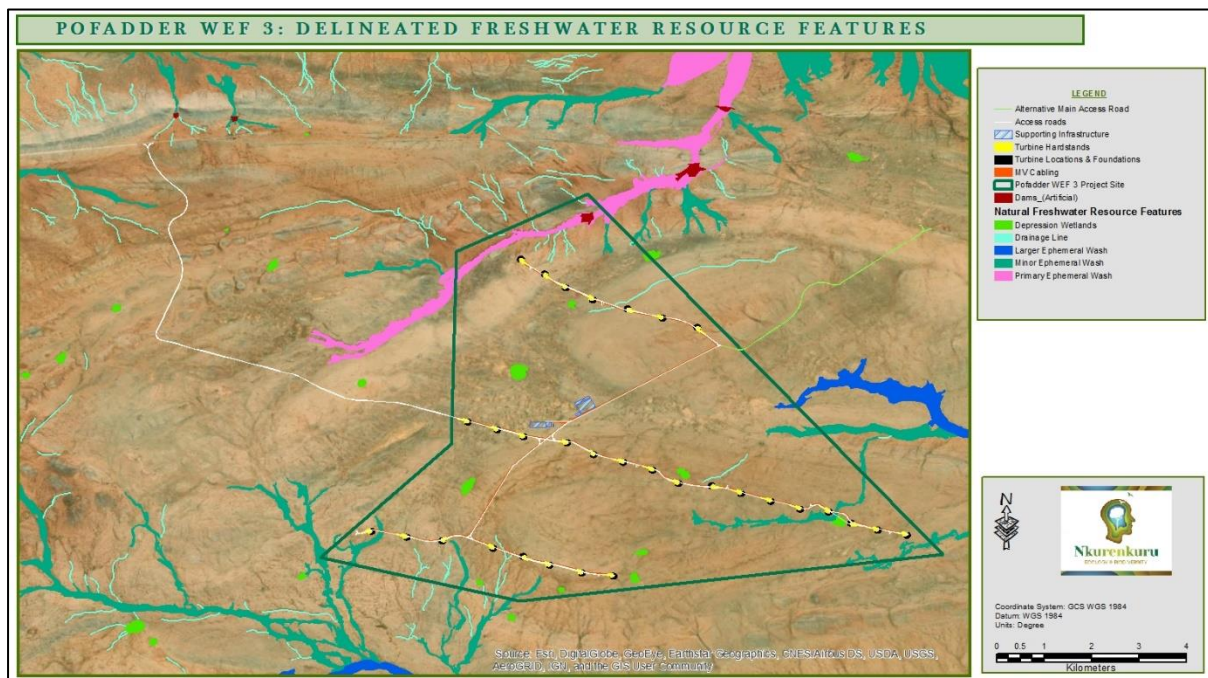 POFADDER WEF 3: DELINEATED FRESHWATER RESOURCE FEATURES
LEGEND
Alternative Main Access Road
Access roads
Supporting Infrastructure
Turbine Hardstands
Turbine Locations & Foundations
MV Cabling
Pofadder WEF 3 Project Site
Dams_(Artificial)
Natural Freshwater Resource Features
Depression Wetlands
Drainage Line
Larger Ephemeral Wash
Minor Ephemeral Wash
Primary Ephemeral Wash
N
Nkurenkuru
ECOLOGY & BIODIVERSITY
Coordinate System: GCS WGS 1984
Datum: WGS 1984
Units: Degree
0 0.5 1 2 3 4
Kilometers
Source: Esri, DigitalGlobe, GeoEye, Earthstar Geographics, CNES/Airbus DS, USDA, USGS,
AeroGRID, IGN, and the GIS User Community